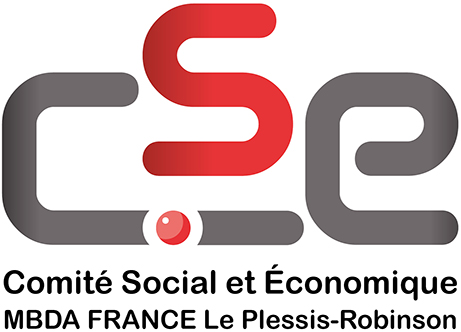 cse
Comité Social et Économique
MBDA FRANCE Le Plessis-Robinson